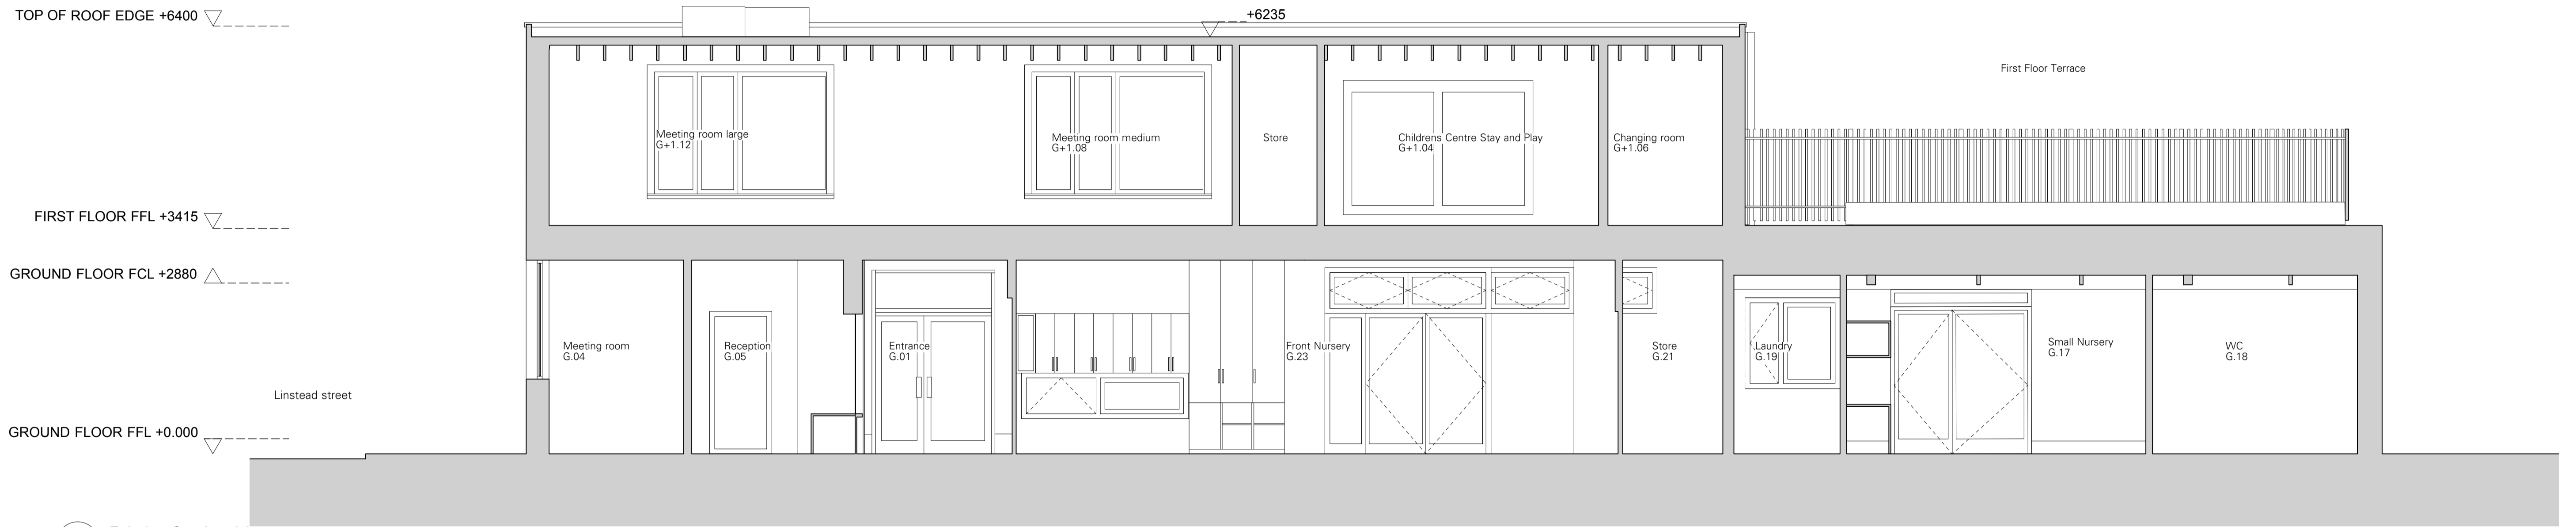 TOP OF ROOF EDGE +6400
+6235
First Floor Terrace
Meeting room large
G+1.12
Meeting room medium
G+1.08
Store
Childrens Centre Stay and Play
G+1.04
Changing room
G+1.06
FIRST FLOOR FFL +3415
GROUND FLOOR FCL +2880
Meeting room
G.04
Reception
G.05
Entrance
G.01
Front Nursery
G.23
Store
G.21
Laundry
G.19
Small Nursery
G.17
WC
G.18
Linstead street
GROUND FLOOR FFL +0.000